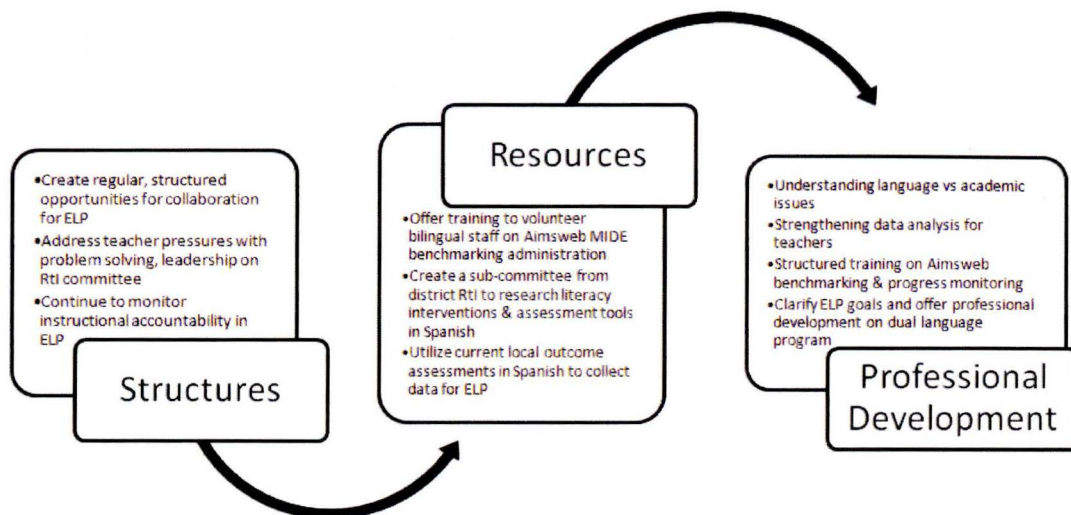 •Create regular, structured
opportunities for collaboration
for ELP
•Address teacher pressures with
problem solving, leadership on
RtI committee
•Continue to monitor
instructional accountability in
ELP
Structures
Resources
•Offer training to volunteer
bilingual staff on Aimsweb MIDE
benchmarking administration
•Create a sub-committee from
district RtI to research literacy
interventions & assessment tools
in Spanish
•Utilize current local outcome
assessments in Spanish to collect
data for ELP
•Understanding language vs academic
issues
•Strengthening data analysis for
teachers
•Structured training on Aimsweb
benchmarking & progress monitoring
•Clarify ELP goals and offer professional
development on dual language
program
Professional
Development